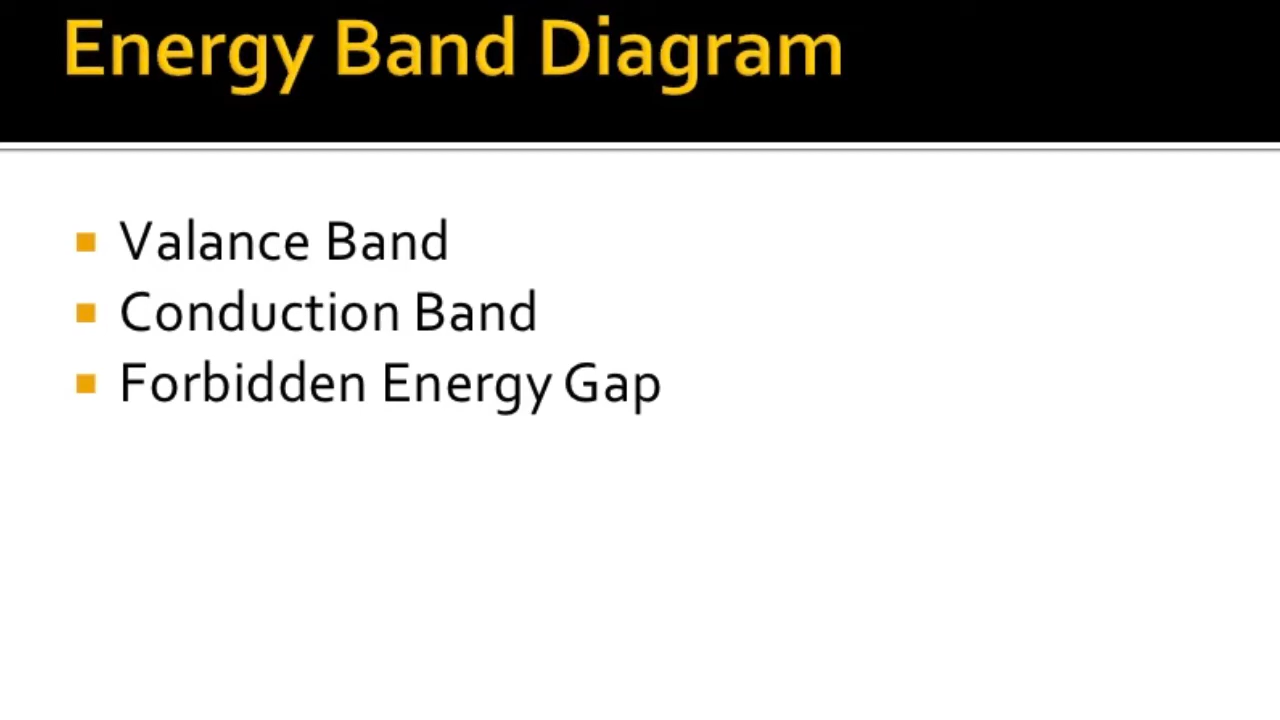 Energy Band Diagram
Valance Band
Conduction Band
Forbidden Energy Gap